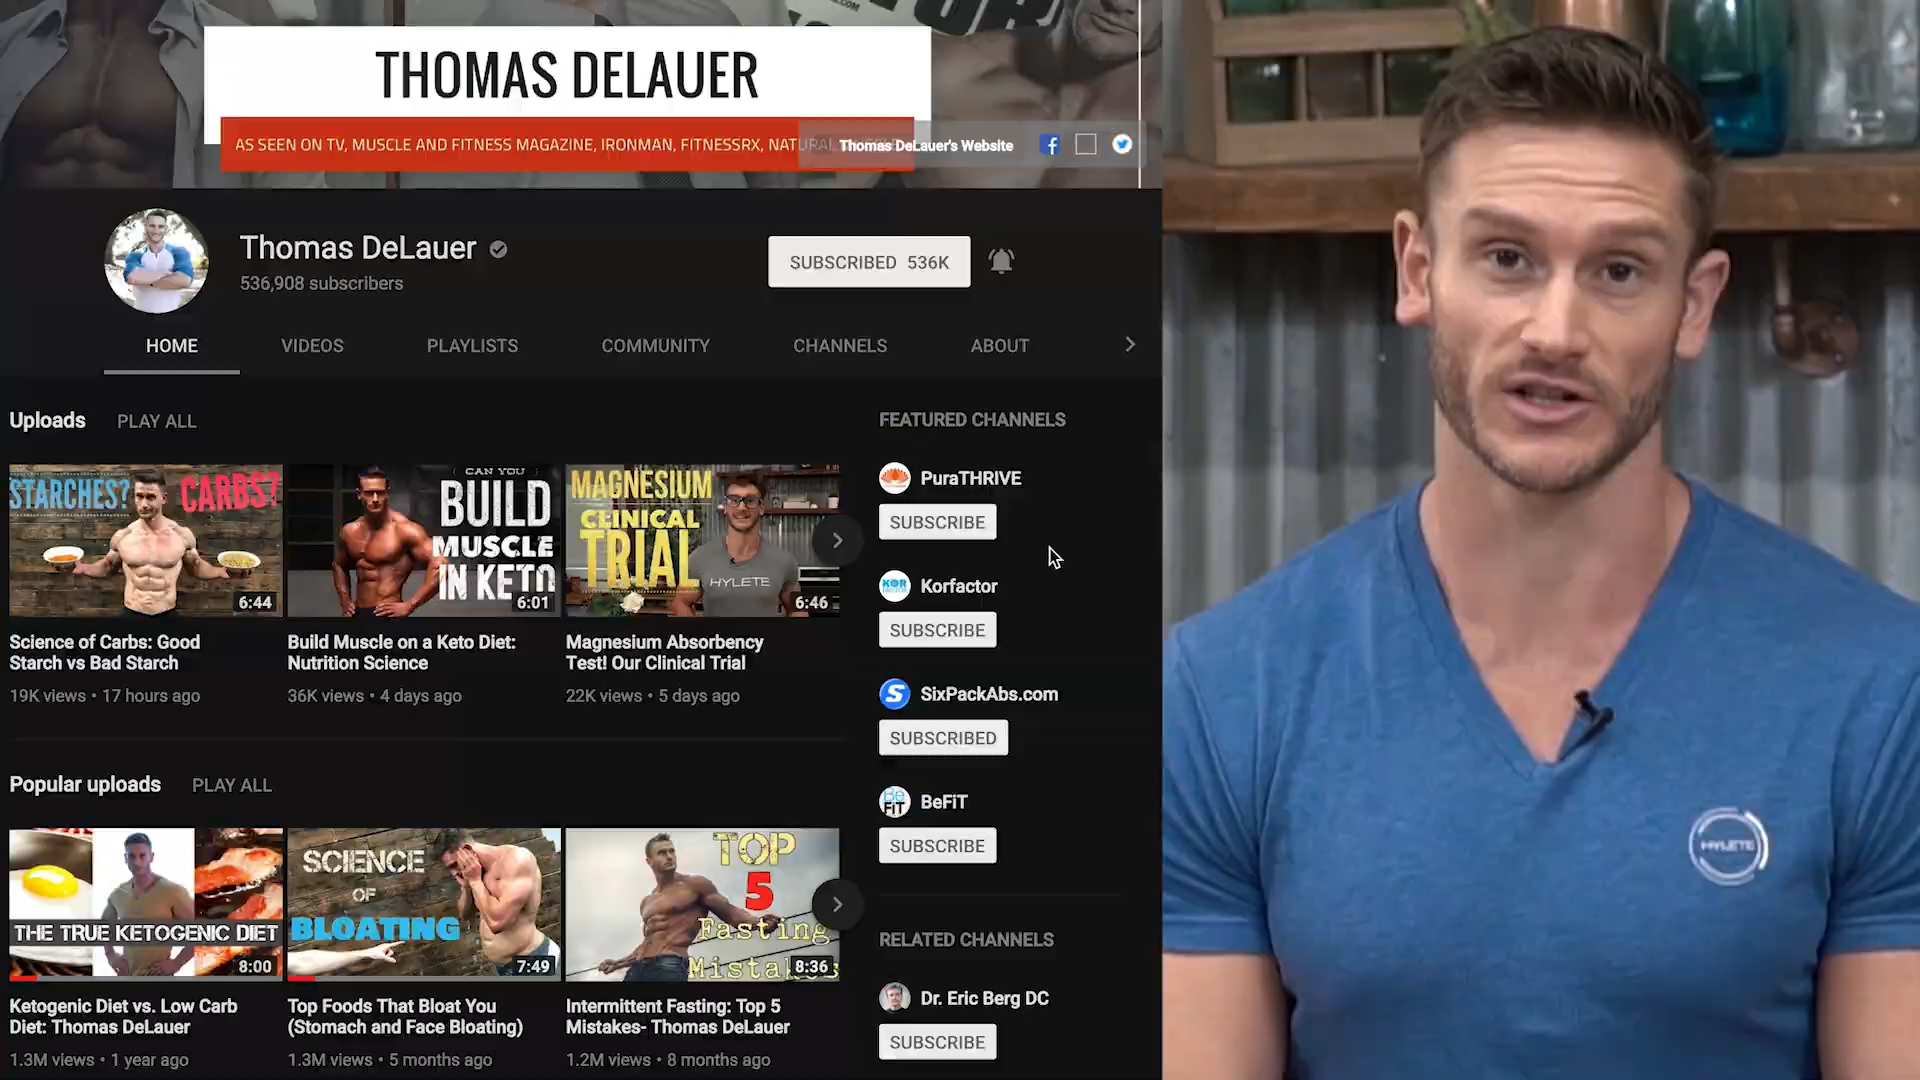 THOMAS DELAUER
AS SEEN ON TV, MUSCLE AND FITNESS MAGAZINE, IRONMAN, FITNESSRX, NATURAL
Thomas DeLauer's Website
Thomas DeLauer
536,908 subscribers
SUBSCRIBED 536K
HOME VIDEOS PLAYLISTS COMMUNITY CHANNELS ABOUT
Uploads PLAY ALL
STARCHES? CARBS?
6:44
CAN YOU
BUILD
MUSCLE
IN KETO
6:01
MAGNESIUM
CLINICAL
TRIAL
HYLETE
6:46
Science of Carbs: Good
Starch vs Bad Starch
19K views • 17 hours ago
Build Muscle on a Keto Diet:
Nutrition Science
36K views • 4 days ago
Magnesium Absorbency
Test! Our Clinical Trial
22K views • 5 days ago
Popular uploads PLAY ALL
THE TRUE KETOGENIC DIET
8:00
SCIENCE
OF
BLOATING
7:49
TOP
5
Fasting
Mistakes
8:36
Ketogenic Diet vs. Low Carb
Diet: Thomas DeLauer
1.3M views • 1 year ago
Top Foods That Bloat You
(Stomach and Face Bloating)
1.3M views • 5 months ago
Intermittent Fasting: Top 5
Mistakes- Thomas DeLauer
1.2M views • 8 months ago
FEATURED CHANNELS
PuraTHRIVE
SUBSCRIBE
KOR
Korfactor
SUBSCRIBE
S
SixPackAbs.com
SUBSCRIBED
Be
FiT
BeFiT
SUBSCRIBE
RELATED CHANNELS
Dr. Eric Berg DC
SUBSCRIBE
HYLETE